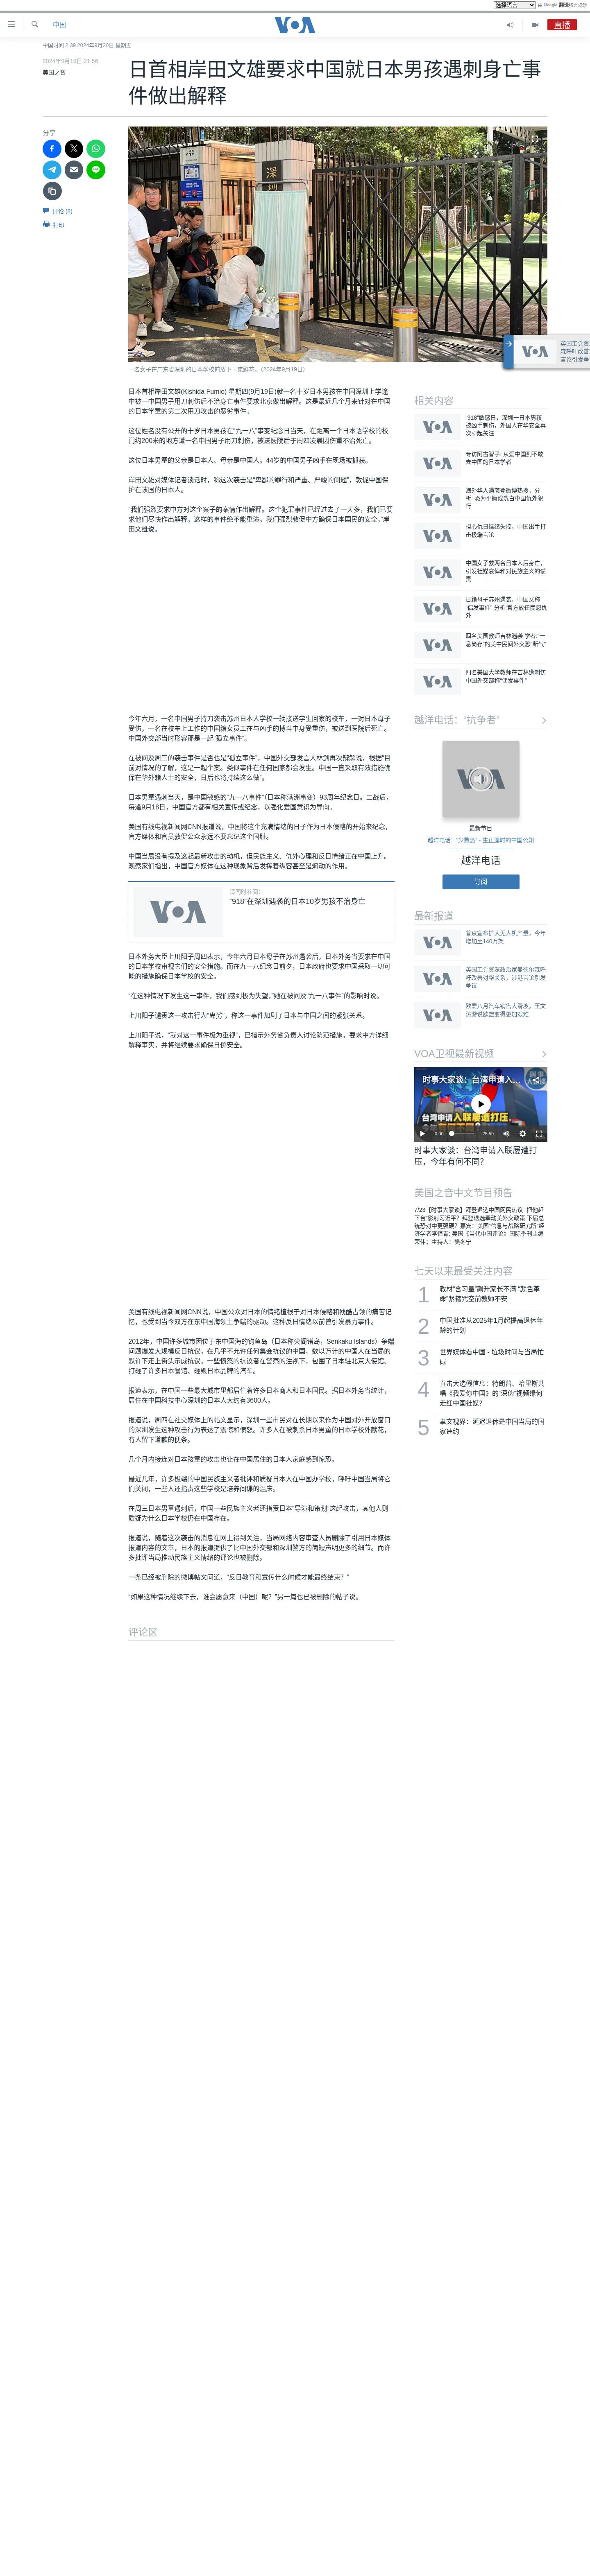 选择语言
由 Google 翻译强力驱动
中国
VOA
直播
中国时间 2:39 2024年9月20日 星期五
2024年9月19日 21:56
美国之音
日首相岸田文雄要求中国就日本男孩遇刺身亡事
件做出解释
分享
评论 (8)
打印
深圳
一名女子在广东省深圳的日本学校前放下一束鲜花。（2024年9月19日）
英国工党资
森呼吁改善
言论引发争
日本首相岸田文雄(Kishida Fumio) 星期四(9月19日)就一名十岁日本男孩在中国深圳上学途
中被一中国男子用刀刺伤后不治身亡事件要求北京做出解释。这是最近几个月来针对在中国
的日本学童的第二次用刀攻击的恶劣事件。
这位姓名没有公开的十岁日本男孩在“九一八”事变纪念日当天，在距离一个日本语学校的校
门约200米的地方遭一名中国男子用刀刺伤，被送医院后于周四凌晨因伤重不治死亡。
这位日本男童的父亲是日本人、母亲是中国人。44岁的中国男子凶手在现场被抓获。
岸田文雄对媒体记者谈话时，称这次袭击是“卑鄙的罪行和严重、严峻的问题”，敦促中国保
护在该国的日本人。
“我们强烈要求中方对这个案子的案情作出解释。这个犯罪事件已经过去了一天多，我们已要
求他们尽快作出解释。这样的事件绝不能重演。我们强烈敦促中方确保日本国民的安全，”岸
田文雄说。
今年六月，一名中国男子持刀袭击苏州日本人学校一辆接送学生回家的校车，一对日本母子
受伤，一名在校车上工作的中国籍女员工在与凶手的搏斗中身受重伤，被送到医院后死亡。
中国外交部当时形容那是一起“孤立事件”。
在被问及周三的袭击事件是否也是“孤立事件”。中国外交部发言人林剑再次辩解说，根据“目
前对情况的了解，这是一起个案。类似事件在任何国家都会发生。中国一直采取有效措施确
保在华外籍人士的安全，日后也将持续这么做”。
日本男童遇刺当天，是中国敏感的“九一八事件”(日本称满洲事变）93周年纪念日。二战后，
每逢9月18日，中国官方都有相关宣传或纪念，以强化爱国意识为导向。
美国有线电视新闻网CNN报道说，中国将这个充满情绪的日子作为日本侵略的开始来纪念，
官方媒体和官员敦促公众永远不要忘记这个国耻。
中国当局没有提及这起最新攻击的动机，但民族主义、仇外心理和反日情绪正在中国上升。
观察家们指出，中国官方媒体在这种现象背后发挥着纵容甚至是煽动的作用。
请同时参阅：
“918”在深圳遇袭的日本10岁男孩不治身亡
日本外务大臣上川阳子周四表示，今年六月日本母子在苏州遇袭后，日本外务省要求在中国
的日本学校审视它们的安全措施。而在九一八纪念日前夕，日本政府也要求中国采取一切可
能的措施确保日本学校的安全。
“在这种情况下发生这一事件，我们感到极为失望，”她在被问及“九一八事件”的影响时说。
上川阳子谴责这一攻击行为“卑劣”，称这一事件加剧了日本与中国之间的紧张关系。
上川阳子说，“我对这一事件极为重视”，已指示外务省负责人讨论防范措施，要求中方详细
解释事实，并将继续要求确保日侨安全。
美国有线电视新闻网CNN说，中国公众对日本的情绪植根于对日本侵略和残酷占领的痛苦记
忆，也受到当今双方在东中国海领土争端的驱动。这种反日情绪以前曾引发暴力事件。
2012年，中国许多城市因位于东中国海的钓鱼岛（日本称尖阁诸岛，Senkaku Islands）争端
问题爆发大规模反日抗议。在几乎不允许任何集会抗议的中国，数以万计的中国人在当局的
默许下走上街头示威抗议。一些愤怒的抗议者在警察的注视下，包围了日本驻北京大使馆、
打砸了许多日本餐馆、砸毁日本品牌的汽车。
报道表示，在中国一些最大城市里都居住着许多日本商人和日本国民。据日本外务省统计，
居住在中国科技中心深圳的日本人大约有3600人。
报道说，周四在社交媒体上的帖文显示，深圳一些市民对在长期以来作为中国对外开放窗口
的深圳发生这种攻击行为表达了震惊和愤怒。许多人在被刺杀日本男童的日本学校外献花，
有人留下道歉的便条。
几个月内接连对日本孩童的攻击也让在中国居住的日本人家庭感到惊恐。
最近几年，许多极端的中国民族主义者批评和质疑日本人在中国办学校，呼吁中国当局将它
们关闭，一些人还指责这些学校是培养间谍的温床。
在周三日本男童遇刺后，中国一些民族主义者还指责日本“导演和策划”这起攻击，其他人则
质疑为什么日本学校仍在中国存在。
报道说，随着这次袭击的消息在网上得到关注，当局网络内容审查人员删除了引用日本媒体
报道内容的文章，日本的报道提供了比中国外交部和深圳警方的简短声明更多的细节。而许
多批评当局推动民族主义情绪的评论也被删除。
一条已经被删除的微博帖文问道，“反日教育和宣传什么时候才能最终结束？”
“如果这种情况继续下去，谁会愿意来（中国）呢？”另一篇也已被删除的帖子说。
评论区
相关内容
“918”敏感日，深圳一日本男孩
被凶手刺伤，外国人在华安全再
次引起关注
专访阿古智子: 从爱中国到不敢
去中国的日本学者
海外华人遇袭登微博热搜，分
析: 恐为平衡或洗白中国仇外犯
行
担心仇日情绪失控，中国出手打
击极端言论
中国女子救两名日本人后身亡，
引发社媒哀悼和对民族主义的谴
责
日籍母子苏州遇袭，中国又称
“偶发事件” 分析:官方放任民怨仇
外
四名美国教师吉林遇袭 学者:“一
息尚存”的美中民间外交恐“断气”
四名美国大学教师在吉林遭刺伤
中国外交部称“偶发事件”
越洋电话：“抗争者”
最新节目
越洋电话：“少数派” - 生正逢时的中国公知
越洋电话
订阅
最新报道
普京宣布扩大无人机产量，今年
增加至140万架
英国工党资深政治家曼德尔森呼
吁改善对华关系，涉港言论引发
争议
欧盟八月汽车销售大滑坡，王文
涛游说欧盟变得更加艰难
VOA卫视最新视频
时事大家谈：台湾申请入...
台湾申请入联屡遭打压，
0:00
25:59
时事大家谈：台湾申请入联屡遭打
压，今年有何不同？
美国之音中文节目预告
7/23【时事大家谈】拜登退选中国网民热议 “把他赶
下台”影射习近平？拜登退选牵动美外交政策 下届总
统恐对中更强硬？嘉宾：美国“信息与战略研究所”经
济学者李恒青; 美国《当代中国评论》国际季刊主编
荣伟；主持人：樊冬宁
七天以来最受关注内容
1
教材“含习量”飙升家长不满 “颜色革
命”紧箍咒空前教师不安
2
中国批准从2025年1月起提高退休年
龄的计划
3
世界媒体看中国 - 垃圾时间与当局忙
碌
4
直击大选假信息：特朗普、哈里斯共
唱《我爱你中国》的“深伪”视频缘何
走红中国社媒？
5
聿文视界：延迟退休是中国当局的国
家违约